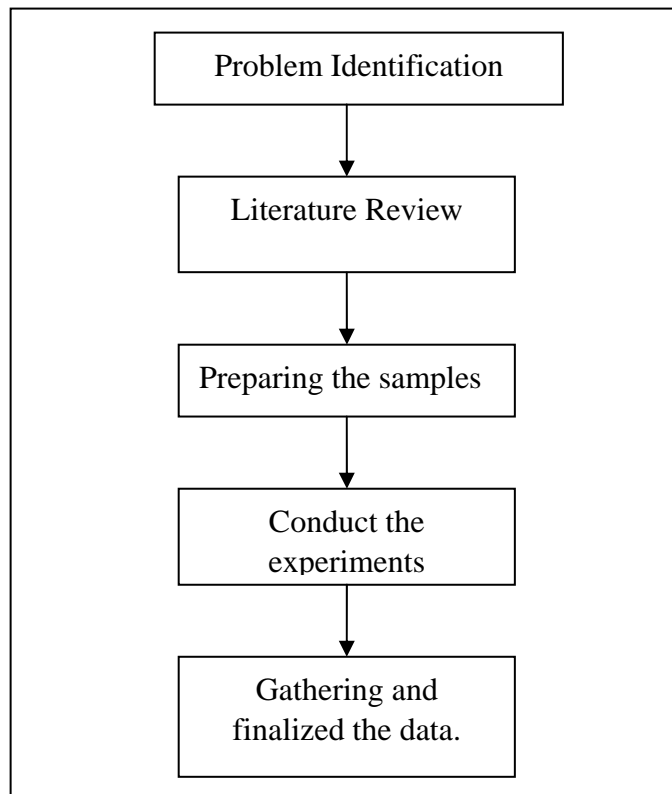 Problem Identification
Literature Review
Preparing the samples
Conduct the
experiments
Gathering and
finalized the data.